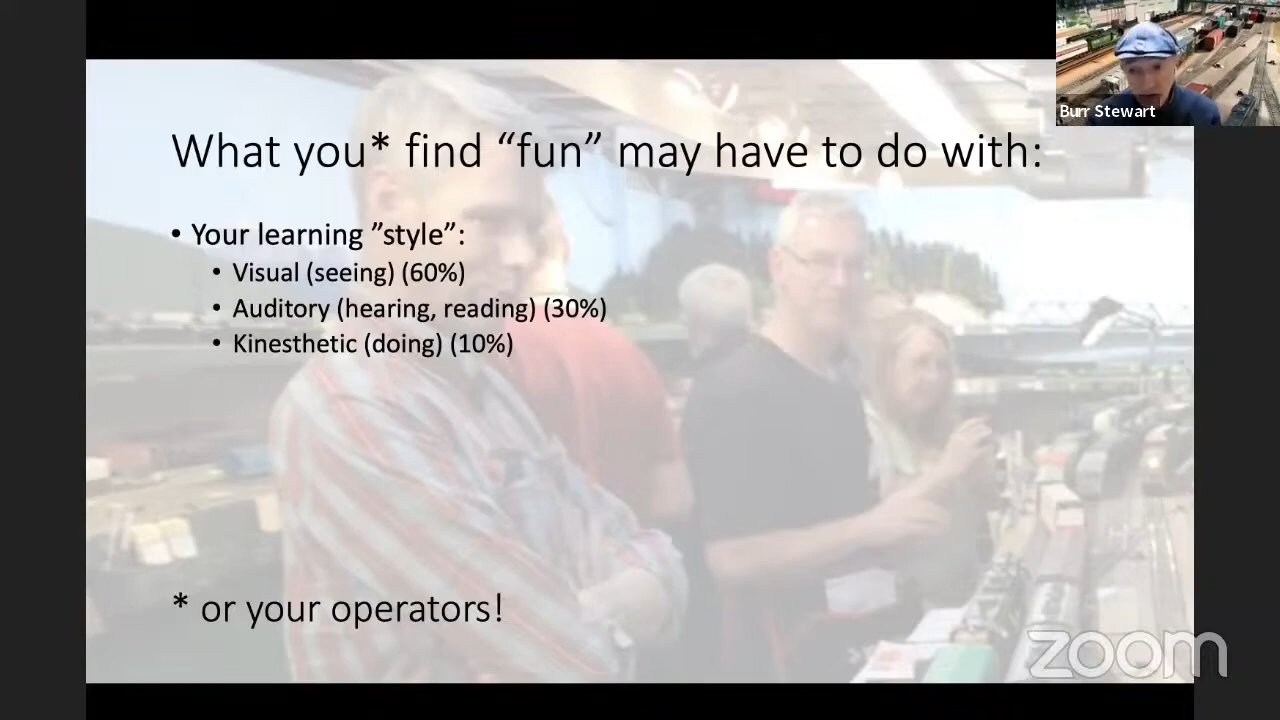 Burr Stewart
What you* find “fun” may have to do with:
• Your learning ”style”:
• Visual (seeing) (60%)
• Auditory (hearing, reading) (30%)
• Kinesthetic (doing) (10%)
* or your operators!
zoom